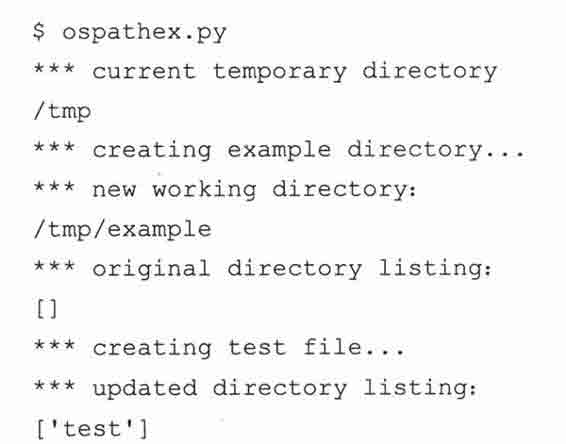 $ ospathex.py
*** current temporary directory
/tmp
*** creating example directory...
*** new working directory:
/tmp/example
*** original directory listing:
[]
*** creating test file...
*** updated directory listing:
['test']